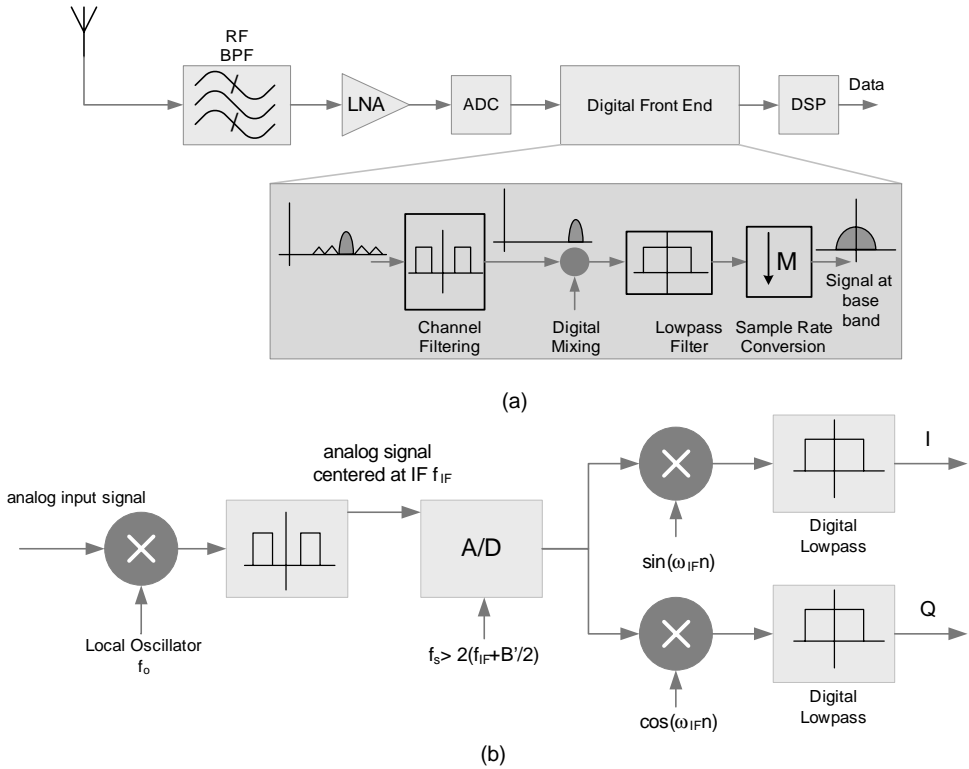 RF
BPF
LNA
ADC
Digital Front End
DSP
Data
M
Signal at
base
band
Channel
Filtering
Digital
Mixing
Lowpass
Filter
Sample Rate
Conversion
(a)
analog signal
centered at IF f_IF
I
analog input signal
A/D
Digital
Lowpass
sin(ω_IF n)
Q
Local Oscillator
f_o
f_s> 2(f_IF+B'/2)
Digital
Lowpass
cos(ω_IF n)
(b)